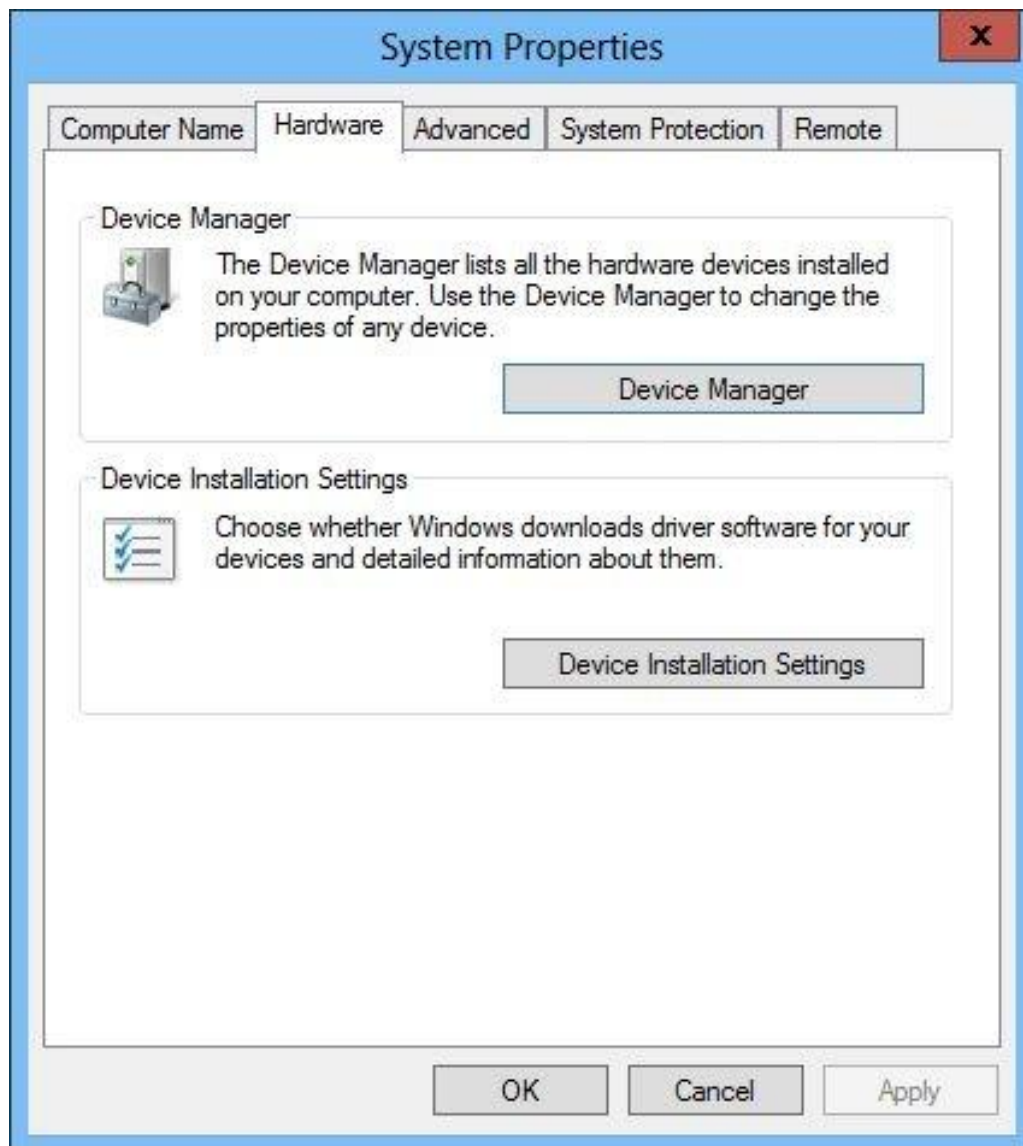 System Properties
x
Computer Name
Hardware
Advanced
System Protection
Remote
Device Manager
The Device Manager lists all the hardware devices installed
on your computer. Use the Device Manager to change the
properties of any device.
Device Manager
Device Installation Settings
Choose whether Windows downloads driver software for your
devices and detailed information about them.
Device Installation Settings
OK
Cancel
Apply